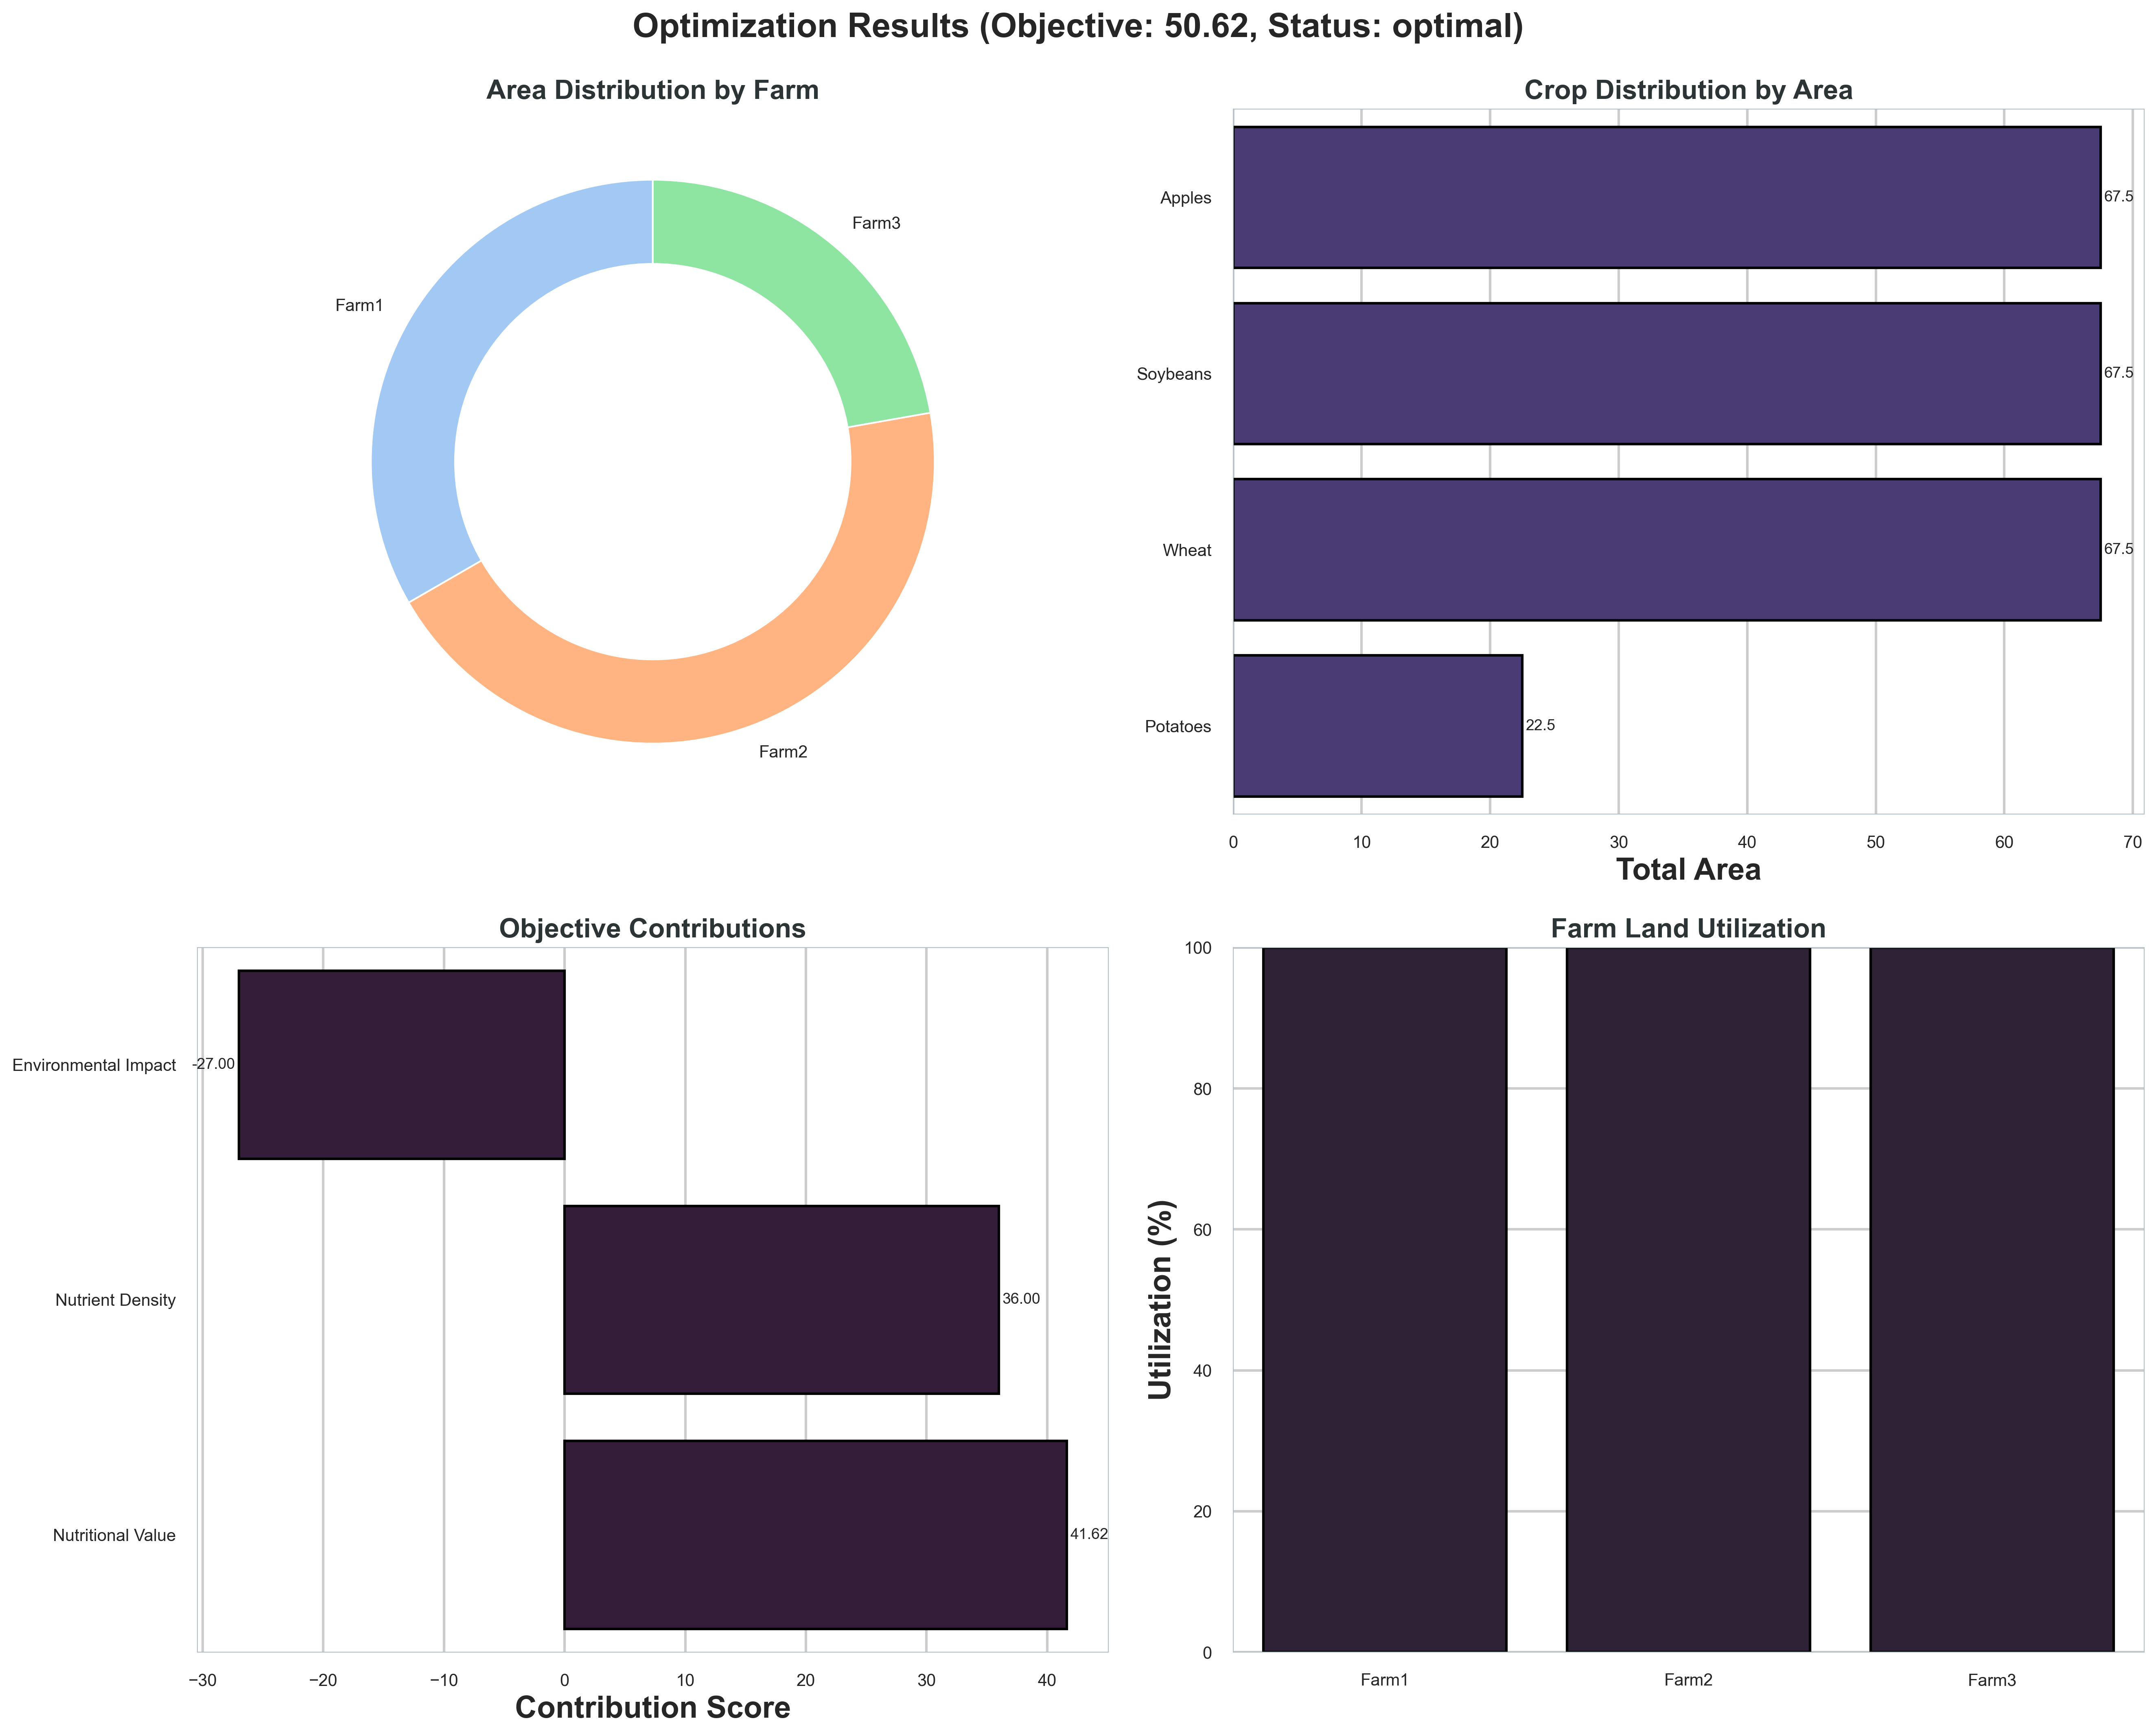 Optimization Results (Objective: 50.62, Status: optimal)
Area Distribution by Farm
Farm3
Farm1
Farm2
Crop Distribution by Area
Apples
67.5
Soybeans
67.5
Wheat
67.5
Potatoes
22.5
0 10 20 30 40 50 60 70
Total Area
Objective Contributions
Environmental Impact
-27.00
Nutrient Density
36.00
Nutritional Value
41.62
−30 −20 −10 0 10 20 30 40
Contribution Score
Farm Land Utilization
Utilization (%)
100
80
60
40
20
0
Farm1 Farm2 Farm3